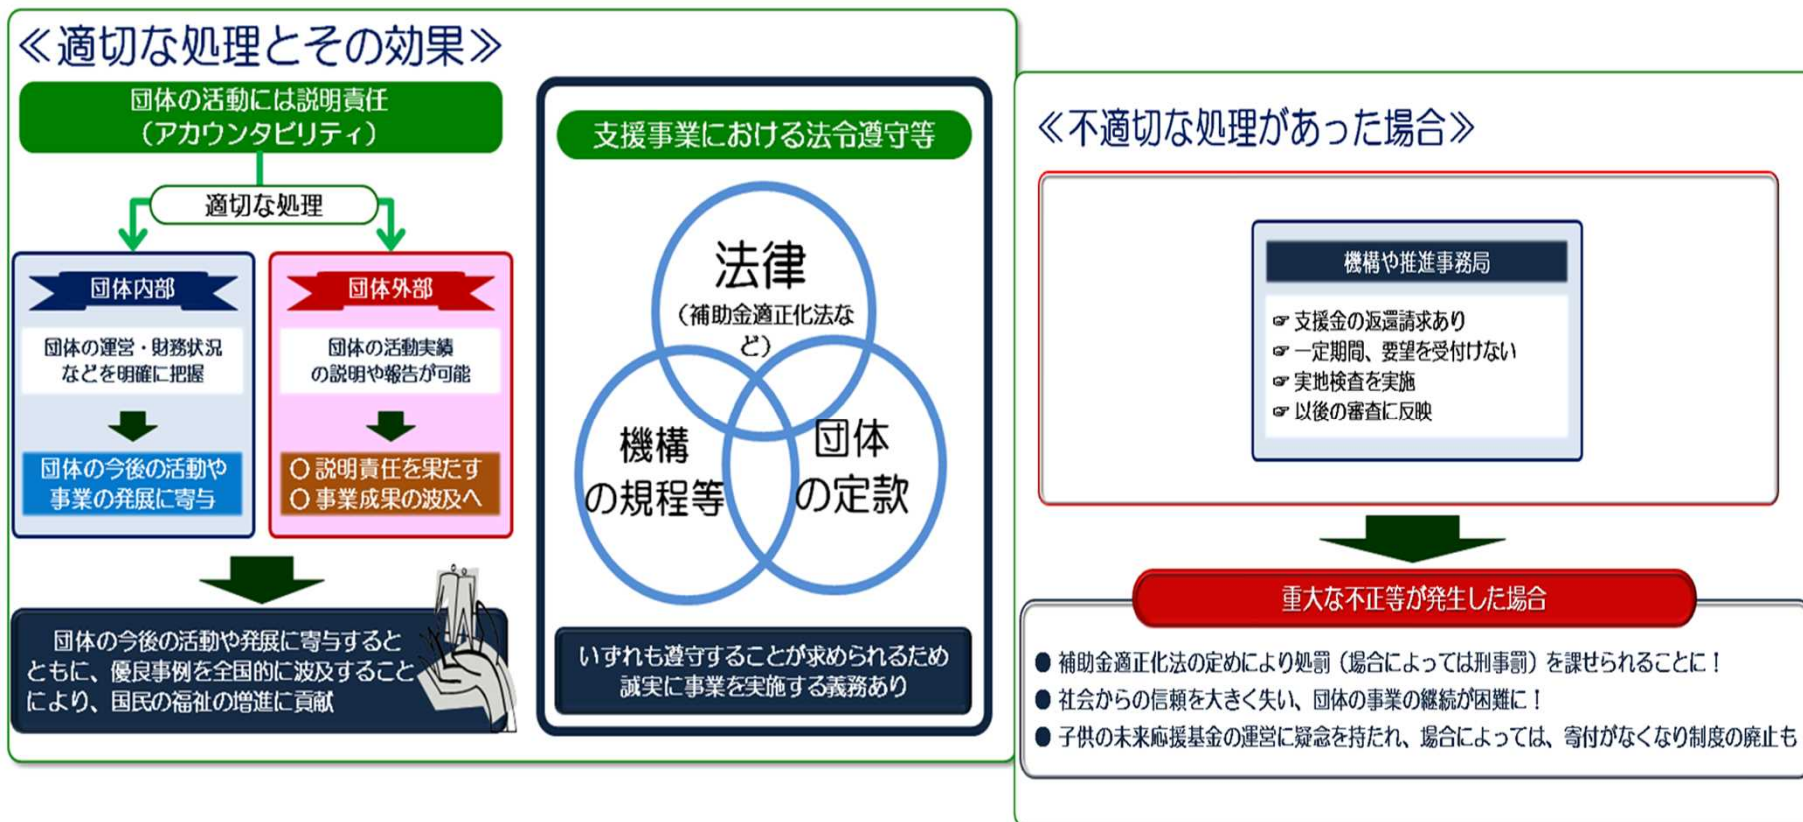 ≪適切な処理とその効果≫
団体の活動には説明責任
（アカウンタビリティ）
適切な処理
団体内部
団体の運営・財務状況
などを明確に把握
団体の今後の活動や
事業の発展に寄与
団体外部
団体の活動実績
の説明や報告が可能
○ 説明責任を果たす
○ 事業成果の波及へ
団体の今後の活動や発展に寄与すると
ともに、優良事例を全国的に波及すること
により、国民の福祉の増進に貢献
支援事業における法令遵守等
法律
（補助金適正化法な
ど）
機構
の規程等
団体
の定款
いずれも遵守することが求められるため
誠実に事業を実施する義務あり
≪不適切な処理があった場合≫
機構や推進事務局
☞ 支援金の返還請求あり
☞ 一定期間、要望を受付けない
☞ 実地検査を実施
☞ 以後の審査に反映
重大な不正等が発生した場合
● 補助金適正化法の定めにより処罰（場合によっては刑事罰）を課せられることに！
● 社会からの信頼を大きく失い、団体の事業の継続が困難に！
● 子供の未来応援基金の運営に疑念を持たれ、場合によっては、寄付がなくなり制度の廃止も